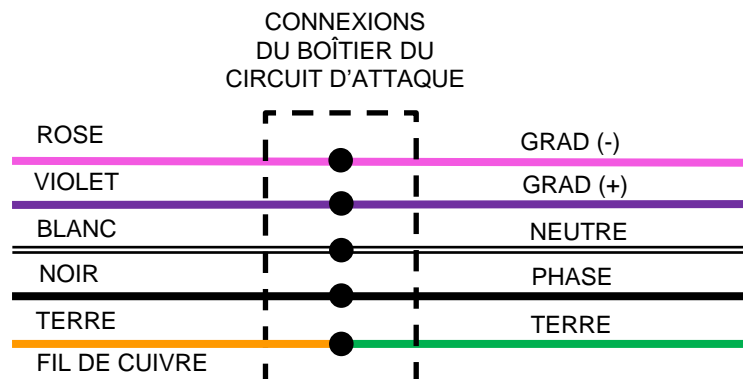 CONNEXIONS
DU BOÎTIER DU
CIRCUIT D'ATTAQUE
ROSE
GRAD (-)
VIOLET
GRAD (+)
BLANC
NEUTRE
NOIR
PHASE
TERRE
TERRE
FIL DE CUIVRE